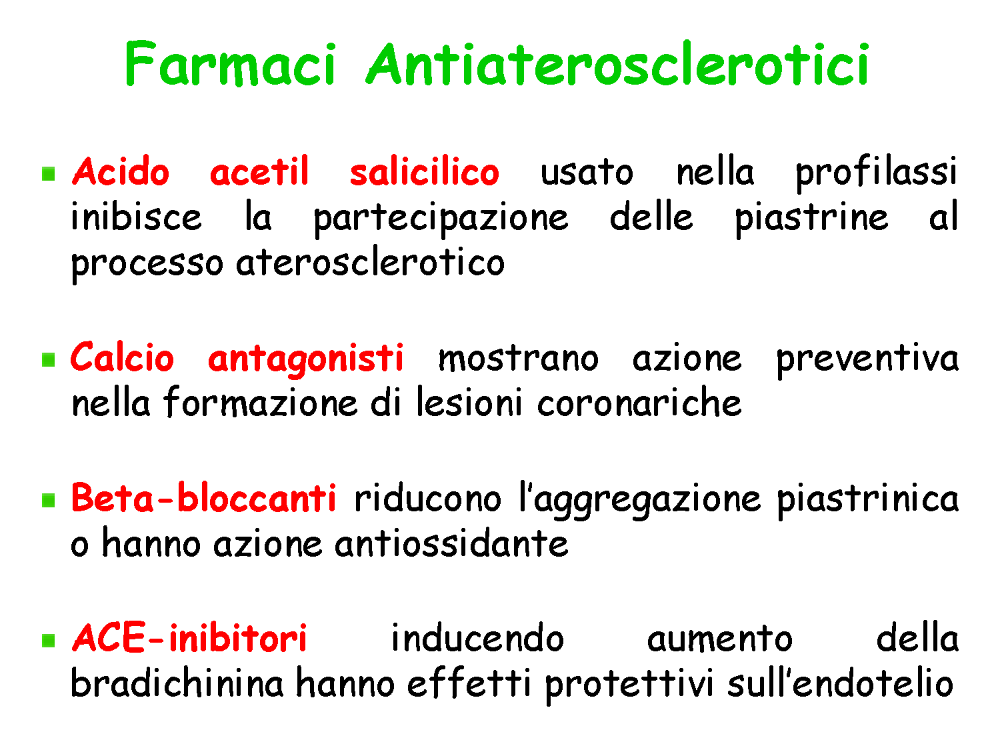 Farmaci Antiaterosclerotici
Acido acetil salicilico usato nella profilassi
inibisce la partecipazione delle piastrine al
processo aterosclerotico
Calcio antagonisti mostrano azione preventiva
nella formazione di lesioni coronariche
Beta-bloccanti riducono l’aggregazione piastrinica
o hanno azione antiossidante
ACE-inibitori inducendo aumento della
bradichinina hanno effetti protettivi sull’endotelio